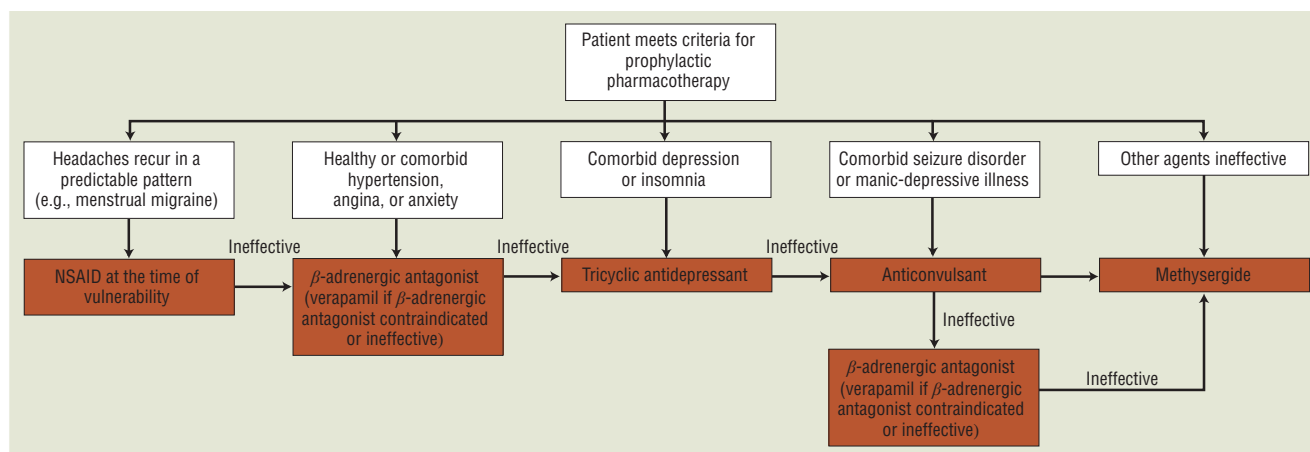 Patient meets criteria for
prophylactic
pharmacotherapy
Headaches recur in a
predictable pattern
(e.g., menstrual migraine)
Healthy or comorbid
hypertension,
angina, or anxiety
Comorbid depression
or insomnia
Comorbid seizure disorder
or manic-depressive illness
Other agents ineffective
Ineffective
Ineffective
Ineffective
NSAID at the time of
vulnerability
β-adrenergic antagonist
(verapamil if β-adrenergic
antagonist contraindicated
or ineffective)
Tricyclic antidepressant
Anticonvulsant
Methysergide
Ineffective
β-adrenergic antagonist
(verapamil if β-adrenergic
antagonist contraindicated
or ineffective)
Ineffective